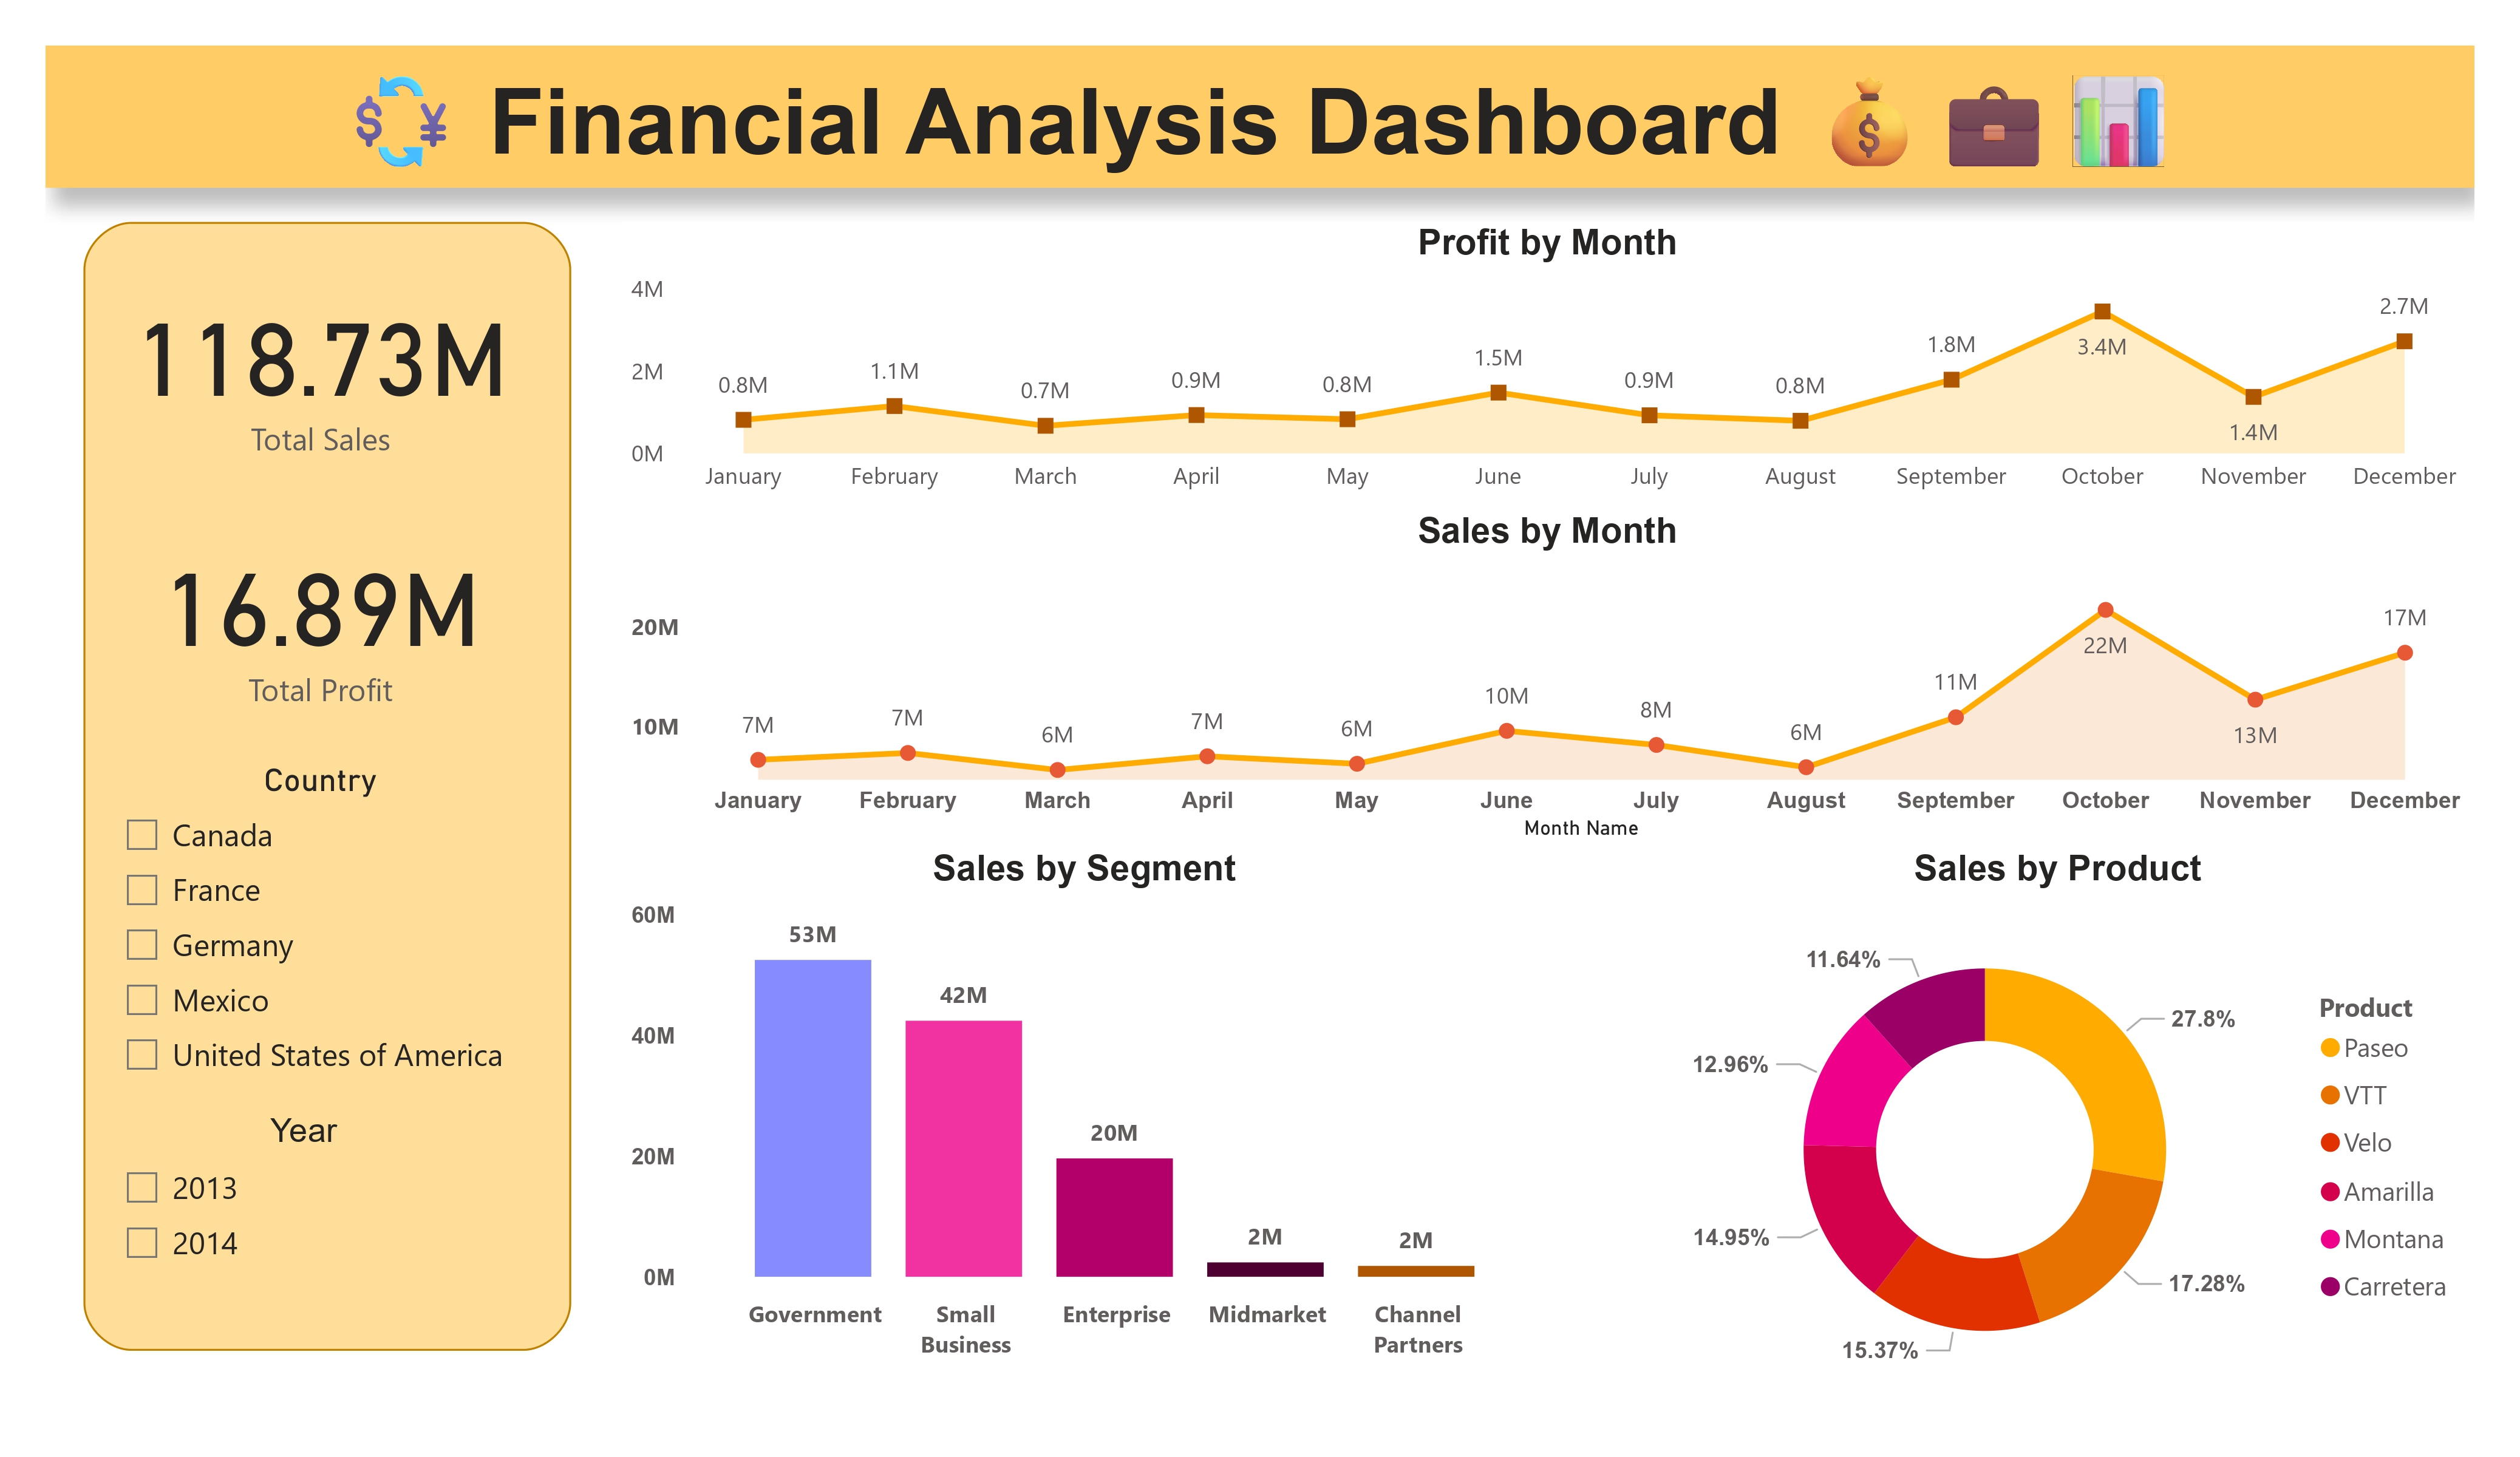 Financial Analysis Dashboard
118.73M
Total Sales
16.89M
Total Profit
Country
Canada
France
Germany
Mexico
United States of America
Year
2013
2014
Profit by Month
4M
2M
0M
0.8M
1.1M
0.7M
0.9M
0.8M
1.5M
0.9M
0.8M
1.8M
3.4M
1.4M
2.7M
January February March April May June July August September October November December
Sales by Month
20M
10M
7M
7M
6M
7M
6M
10M
8M
6M
11M
22M
13M
17M
January February March April May June July August September October November December
Month Name
Sales by Segment
60M
40M
20M
0M
53M
42M
20M
2M
2M
Government
Small
Business
Enterprise
Midmarket
Channel
Partners
Sales by Product
27.8%
17.28%
15.37%
14.95%
12.96%
11.64%
Product
Paseo
VTT
Velo
Amarilla
Montana
Carretera
$ ¥
$